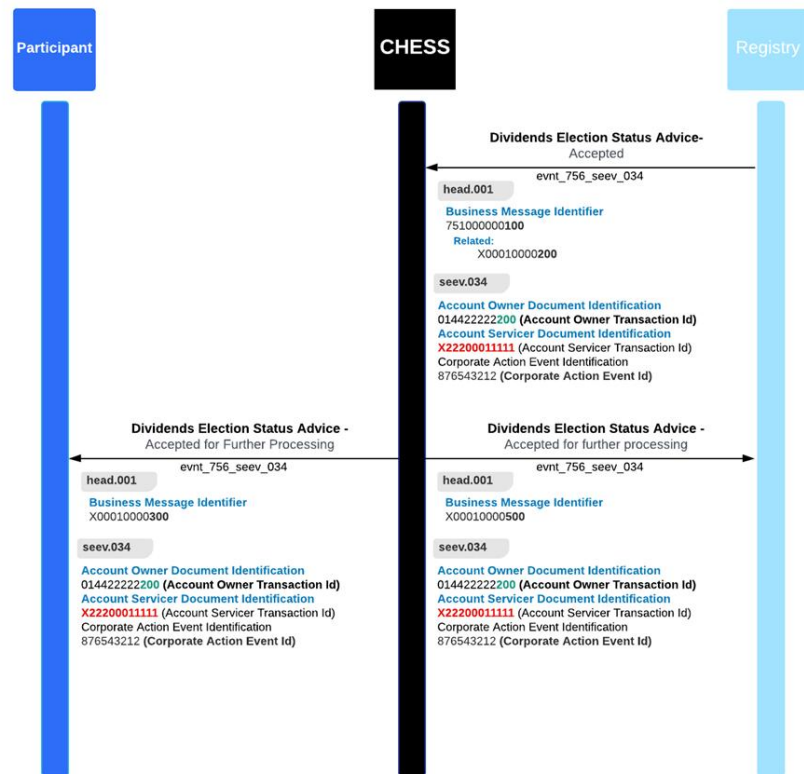 Participant
CHESS
Registry
Dividends Election Status Advice-
Accepted
evnt_756_seev_034
head.001
Business Message Identifier
751000000100
Related:
X00010000200
seev.034
Account Owner Document Identification
014422222200 (Account Owner Transaction Id)
Account Servicer Document Identification
X22200011111 (Account Servicer Transaction Id)
Corporate Action Event Identification
876543212 (Corporate Action Event Id)
Dividends Election Status Advice -
Accepted for Further Processing
evnt_756_seev_034
head.001
Business Message Identifier
X00010000300
seev.034
Account Owner Document Identification
014422222200 (Account Owner Transaction Id)
Account Servicer Document Identification
X22200011111 (Account Servicer Transaction Id)
Corporate Action Event Identification
876543212 (Corporate Action Event Id)
Dividends Election Status Advice -
Accepted for further processing
evnt_756_seev_034
head.001
Business Message Identifier
X00010000500
seev.034
Account Owner Document Identification
014422222200 (Account Owner Transaction Id)
Account Servicer Document Identification
X22200011111 (Account Servicer Transaction Id)
Corporate Action Event Identification
876543212 (Corporate Action Event Id)